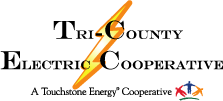 Tri-County
Electric Cooperative
A Touchstone Energy® Cooperative